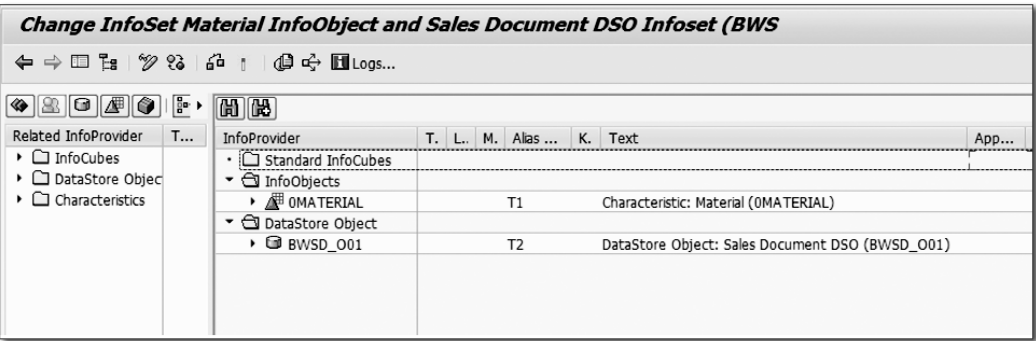 Change InfoSet Material InfoObject and Sales Document DSO Infoset (BWS
Logs...
Related InfoProvider T...
InfoCubes
DataStore Objec
Characteristics
InfoProvider T. L.. M. Alias ... K. Text App...
Standard InfoCubes
InfoObjects
0MATERIAL T1 Characteristic: Material (0MATERIAL)
DataStore Object
BWSD_O01 T2 DataStore Object: Sales Document DSO (BWSD_O01)